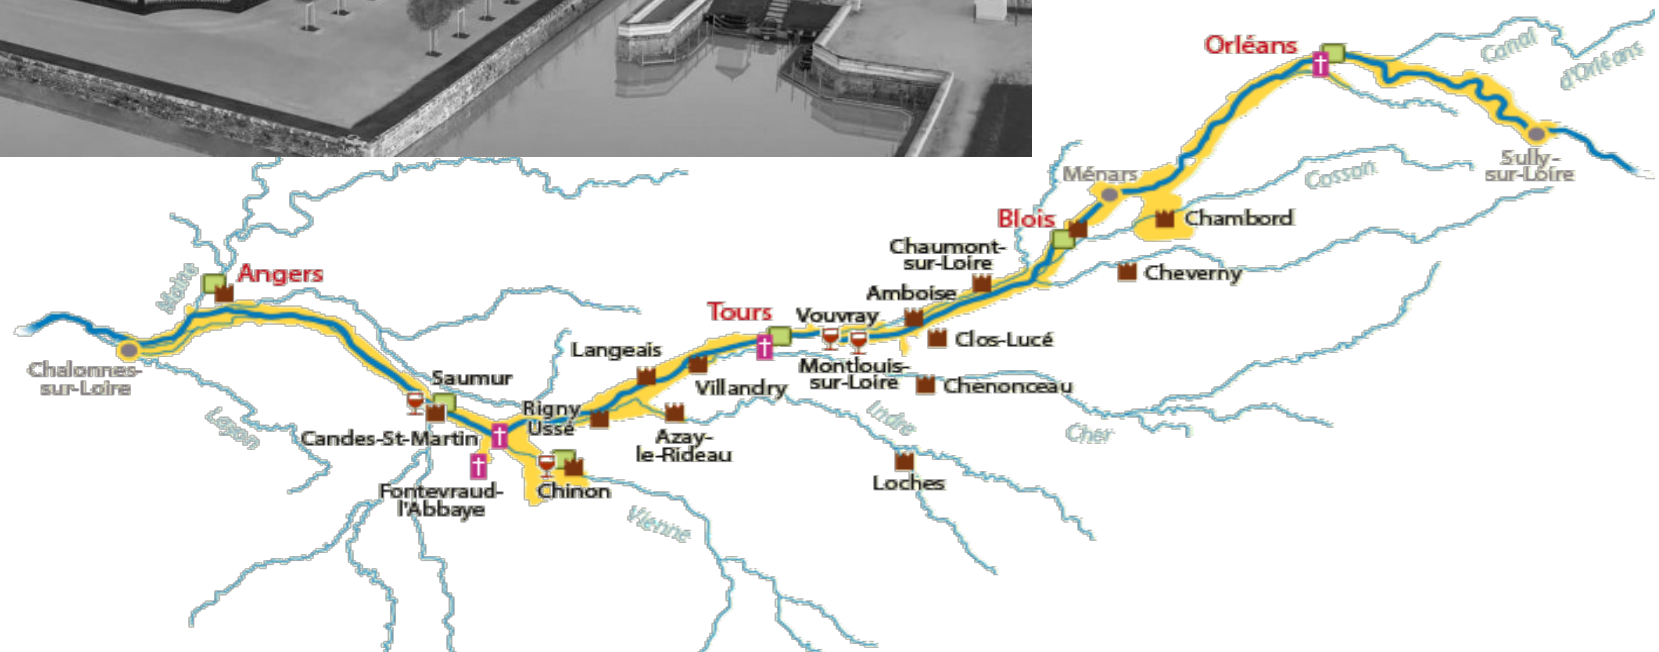 Orléans
Canal
d'Orléans
Sully-
sur-Loire
Cosson
Ménars
Chambord
Blois
Chaumont-
sur-Loire
Cheverny
Maine
Angers
Amboise
Tours
Vouvray
Clos-Lucé
Langeais
Montlouis-
sur-Loire
Chalonnes-
sur-Loire
Saumur
Villandry
Chenonceau
Layon
Rigny
Ussé
Indre
Cher
Candes-St-Martin
Azay-
le-Rideau
Loches
Fontevraud-
l'Abbaye
Chinon
Vienne